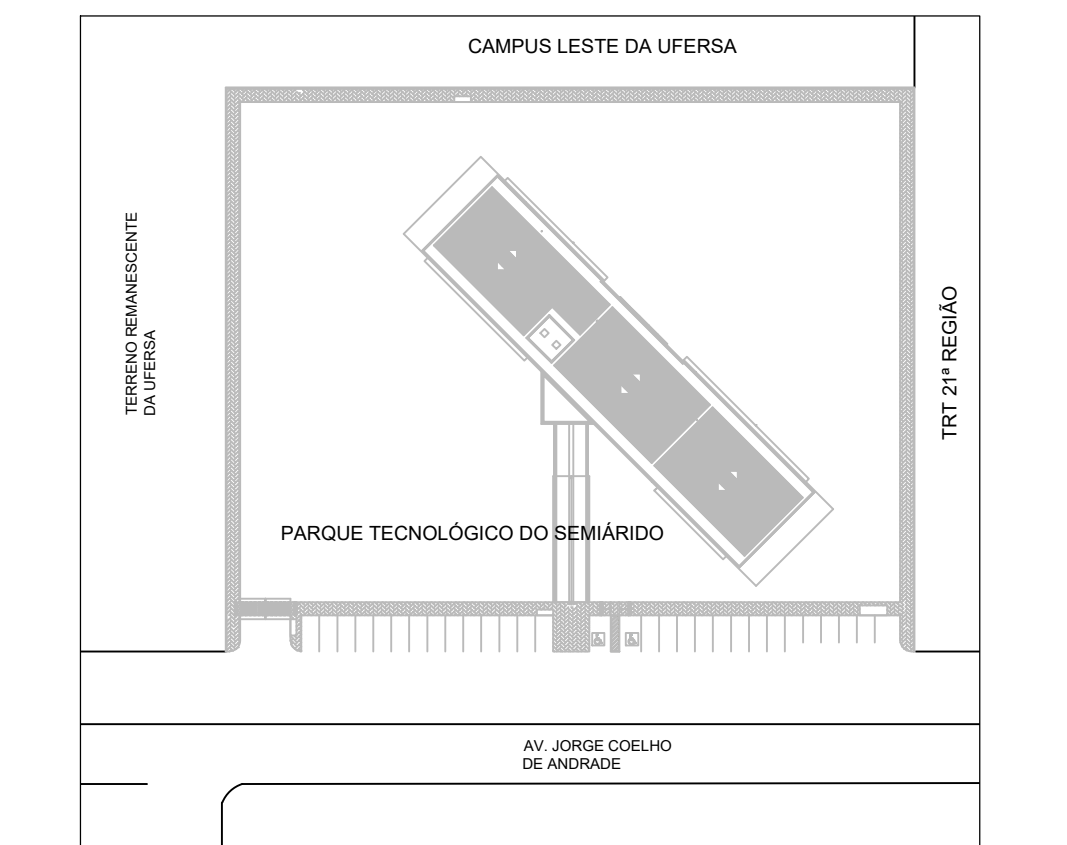 CAMPUS LESTE DA UFERSA
TERRENO REMANESCENTE
DA UFERSA
TRT 21ª REGIÃO
PARQUE TECNOLÓGICO DO SEMIÁRIDO
AV. JORGE COELHO
DE ANDRADE